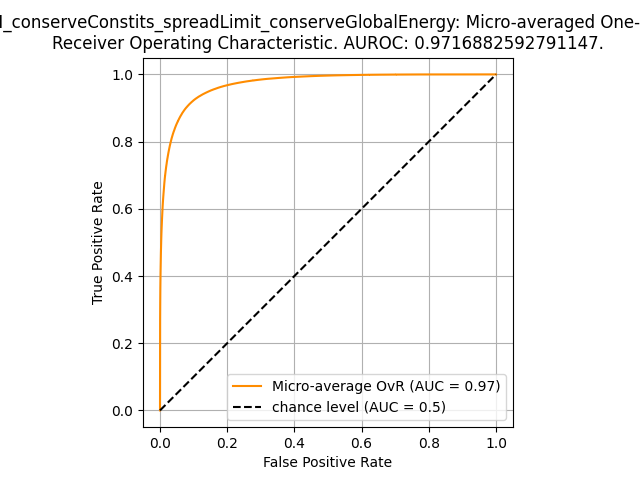 _conserveConstits_spreadLimit_conserveGlobalEnergy: Micro-averaged One-
Receiver Operating Characteristic. AUROC: 0.9716882592791147.
1.0
0.8
0.6
0.4
0.2
0.0
True Positive Rate
Micro-average OvR (AUC = 0.97)
chance level (AUC = 0.5)
0.0 0.2 0.4 0.6 0.8 1.0
False Positive Rate